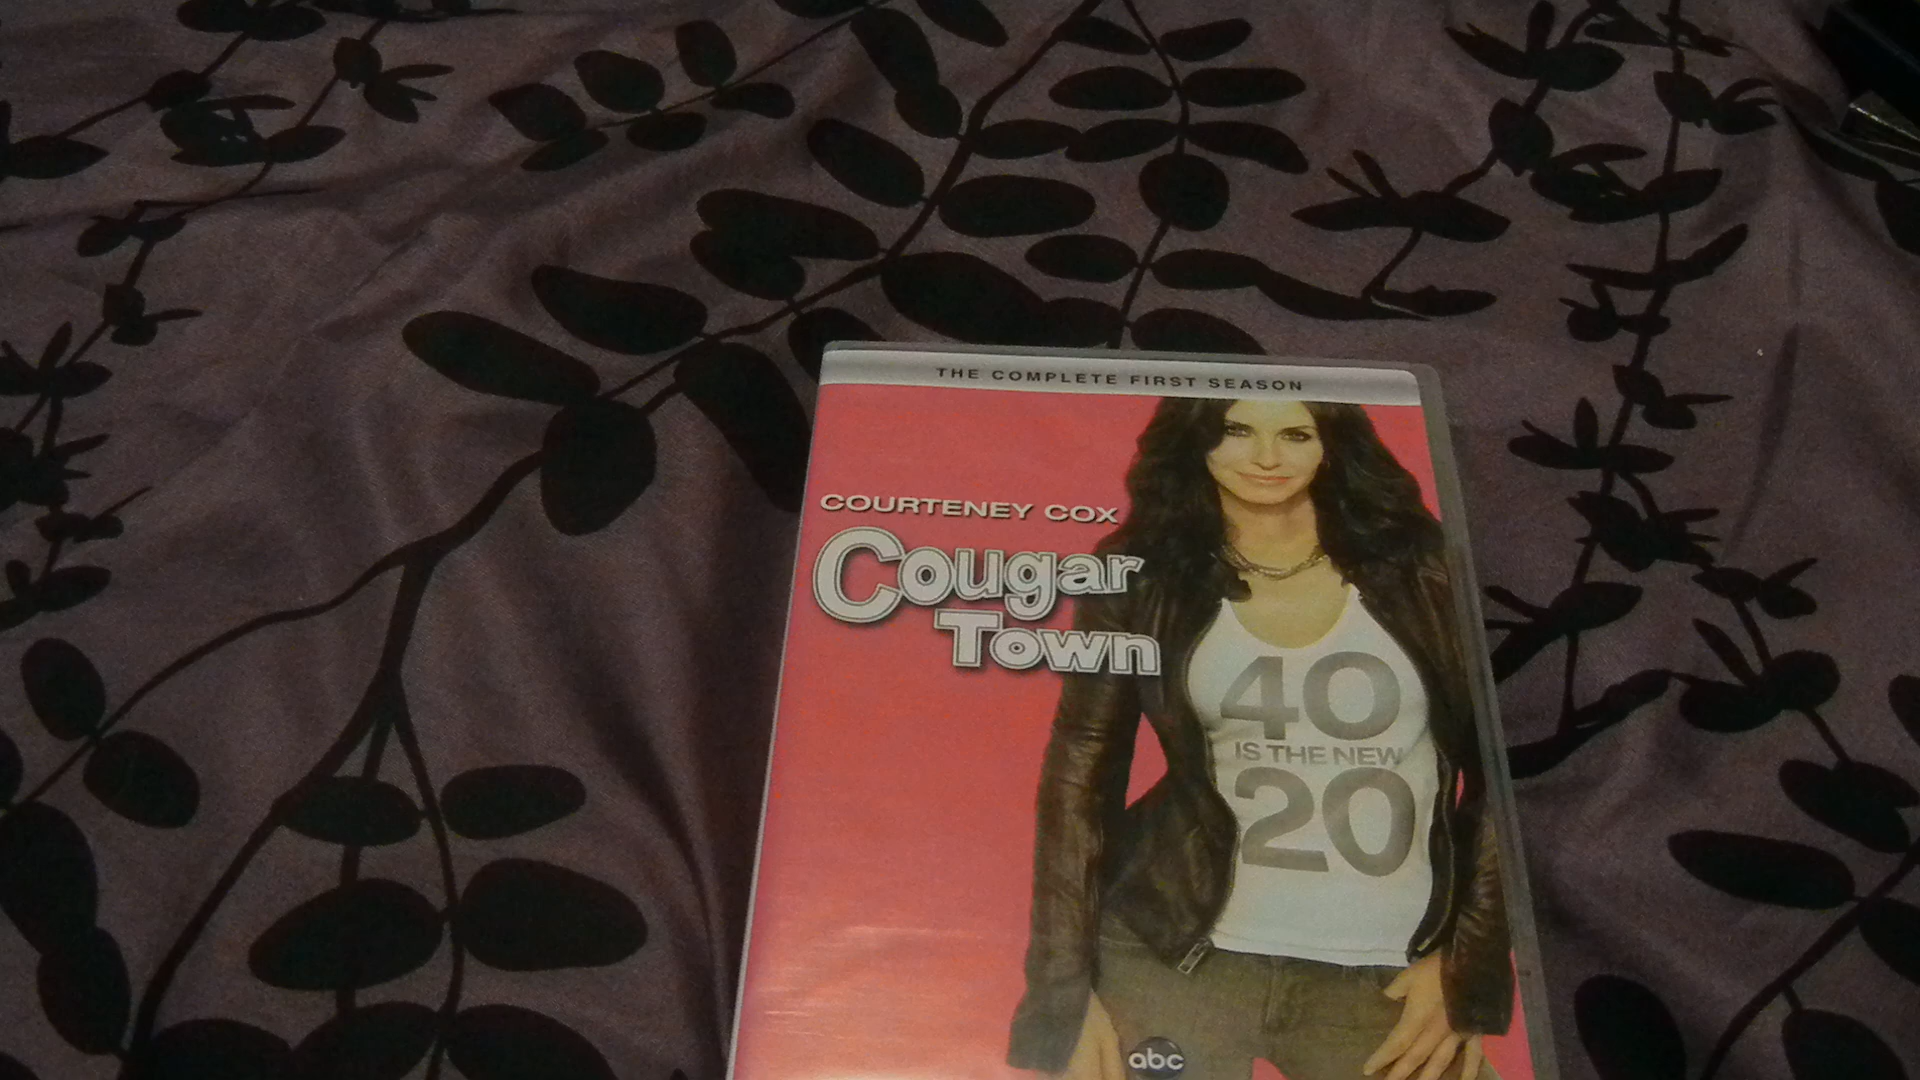 THE COMPLETE FIRST SEASON
COURTENEY COX
Cougar
Town
40
IS THE NEW
20
abc